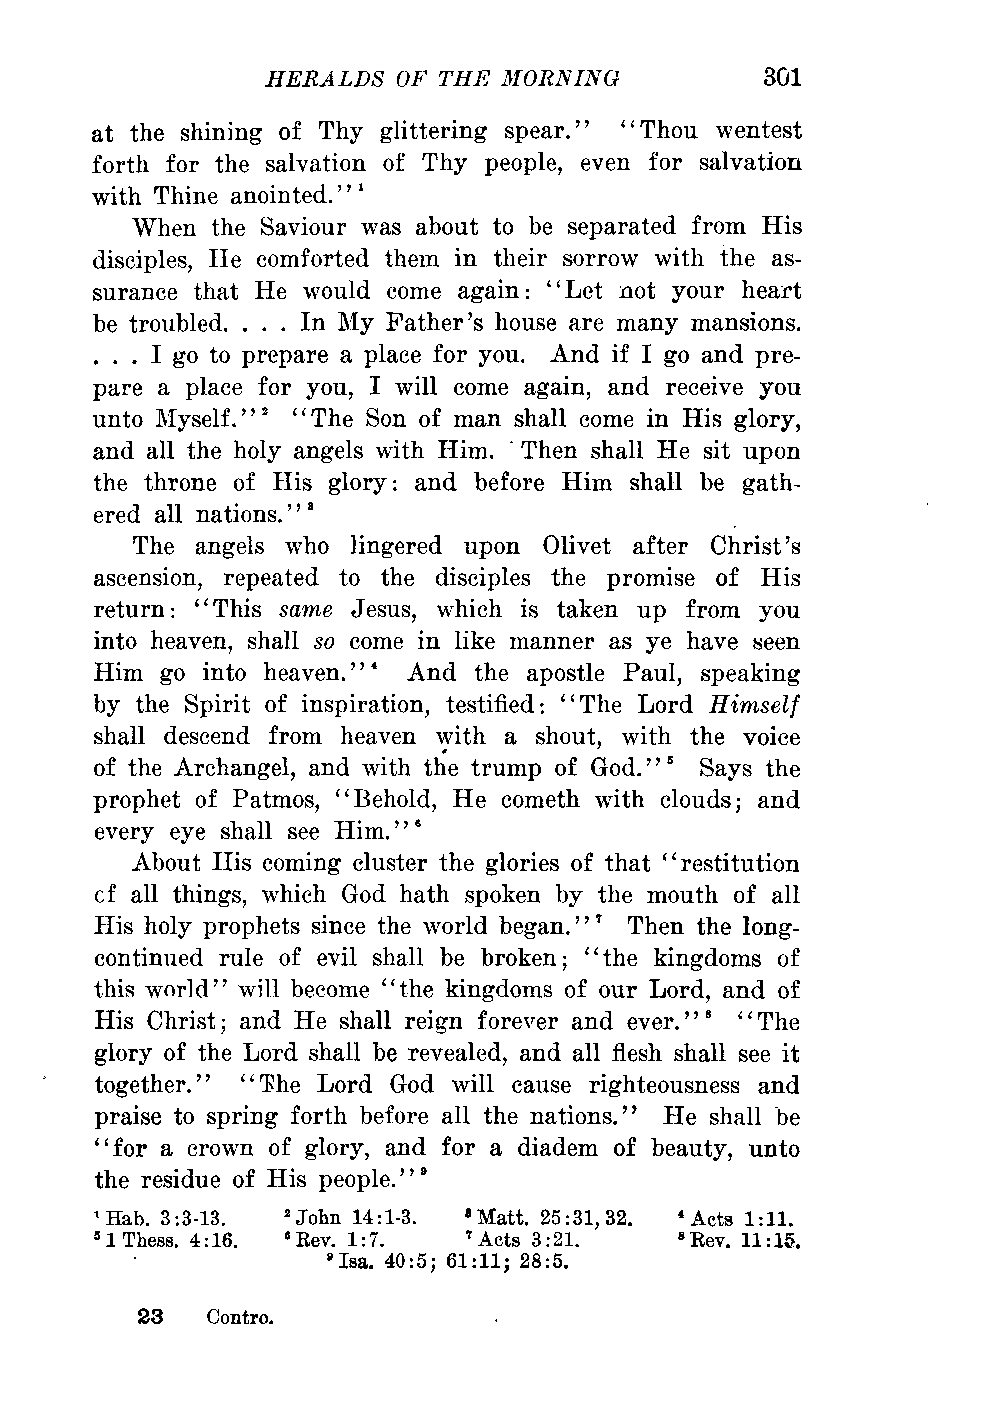 HERALDS OF THE MORNING 301
at the shining of Thy glittering spear.'' ''Thou wentest
forth for the salvation of Thy people, even for salvation
with Thine anointed.''¹
When the Saviour was about to be separated from His
disciples, He comforted them in their sorrow with the as-
surance that He would come again: ''Let not your heart
be troubled. . . . In My Father's house are many mansions.
. . . I go to prepare a place for you. And if I go and pre-
pare a place for you, I will come again, and receive you
unto Myself.''² ''The Son of man shall come in His glory,
and all the holy angels with Him. Then shall He sit upon
the throne of His glory: and before Him shall be gath-
ered all nations.''³
The angels who lingered upon Olivet after Christ's
ascension, repeated to the disciples the promise of His
return: ''This same Jesus, which is taken up from you
into heaven, shall so come in like manner as ye have seen
Him go into heaven.''⁴ And the apostle Paul, speaking
by the Spirit of inspiration, testified: ''The Lord Himself
shall descend from heaven with a shout, with the voice
of the Archangel, and with the trump of God.''⁵ Says the
prophet of Patmos, ''Behold, He cometh with clouds; and
every eye shall see Him.''⁶
About His coming cluster the glories of that ''restitution
of all things, which God hath spoken by the mouth of all
His holy prophets since the world began.''⁷ Then the long-
continued rule of evil shall be broken; ''the kingdoms of
this world'' will become ''the kingdoms of our Lord, and of
His Christ; and He shall reign forever and ever.''⁸ ''The
glory of the Lord shall be revealed, and all flesh shall see it
together.'' ''The Lord God will cause righteousness and
praise to spring forth before all the nations.'' He shall be
''for a crown of glory, and for a diadem of beauty, unto
the residue of His people.''⁹
¹ Hab. 3:3-13. ² John 14:1-3. ³ Matt. 25:31, 32. ⁴ Acts 1:11.
⁵ 1 Thess. 4:16. ⁶ Rev. 1:7. ⁷ Acts 3:21. ⁸ Rev. 11:15.
⁹ Isa. 40:5; 61:11; 28:5.
23 Contro.